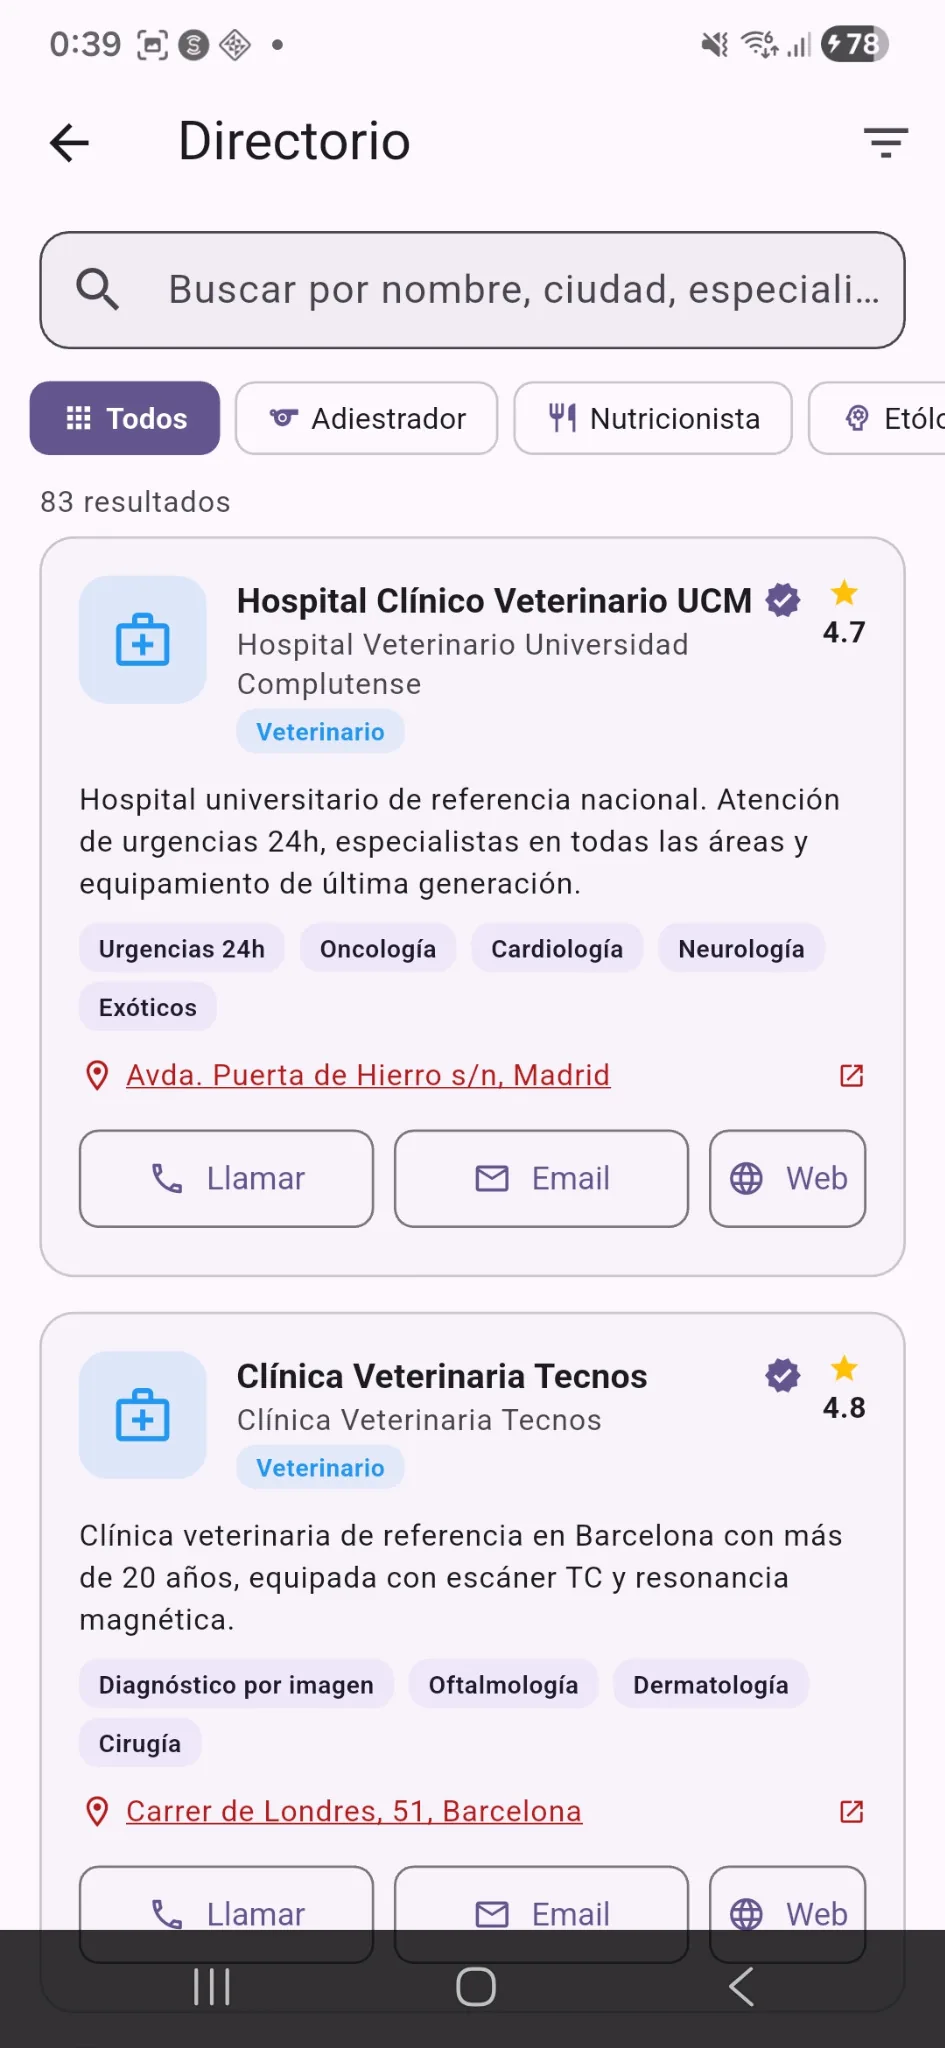 0:39
78
Directorio
Buscar por nombre, ciudad, especiali...
Todos
Adiestrador
Nutricionista
Etólo
83 resultados
Hospital Clínico Veterinario UCM
4.7
Hospital Veterinario Universidad
Complutense
Veterinario
Hospital universitario de referencia nacional. Atención
de urgencias 24h, especialistas en todas las áreas y
equipamiento de última generación.
Urgencias 24h
Oncología
Cardiología
Neurología
Exóticos
Avda. Puerta de Hierro s/n, Madrid
Llamar
Email
Web
Clínica Veterinaria Tecnos
4.8
Clínica Veterinaria Tecnos
Veterinario
Clínica veterinaria de referencia en Barcelona con más
de 20 años, equipada con escáner TC y resonancia
magnética.
Diagnóstico por imagen
Oftalmología
Dermatología
Cirugía
Carrer de Londres, 51, Barcelona
Llamar
Email
Web